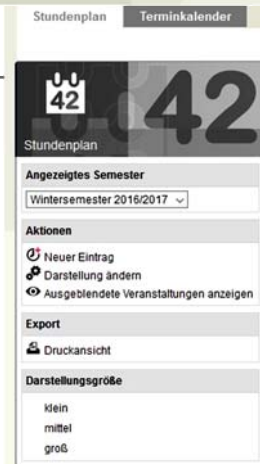 Stundenplan Terminkalender
42
42
Stundenplan
Angezeigtes Semester
Wintersemester 2016/2017
Aktionen
Neuer Eintrag
Darstellung ändern
Ausgeblendete Veranstaltungen anzeigen
Export
Druckansicht
Darstellungsgröße
klein
mittel
groß